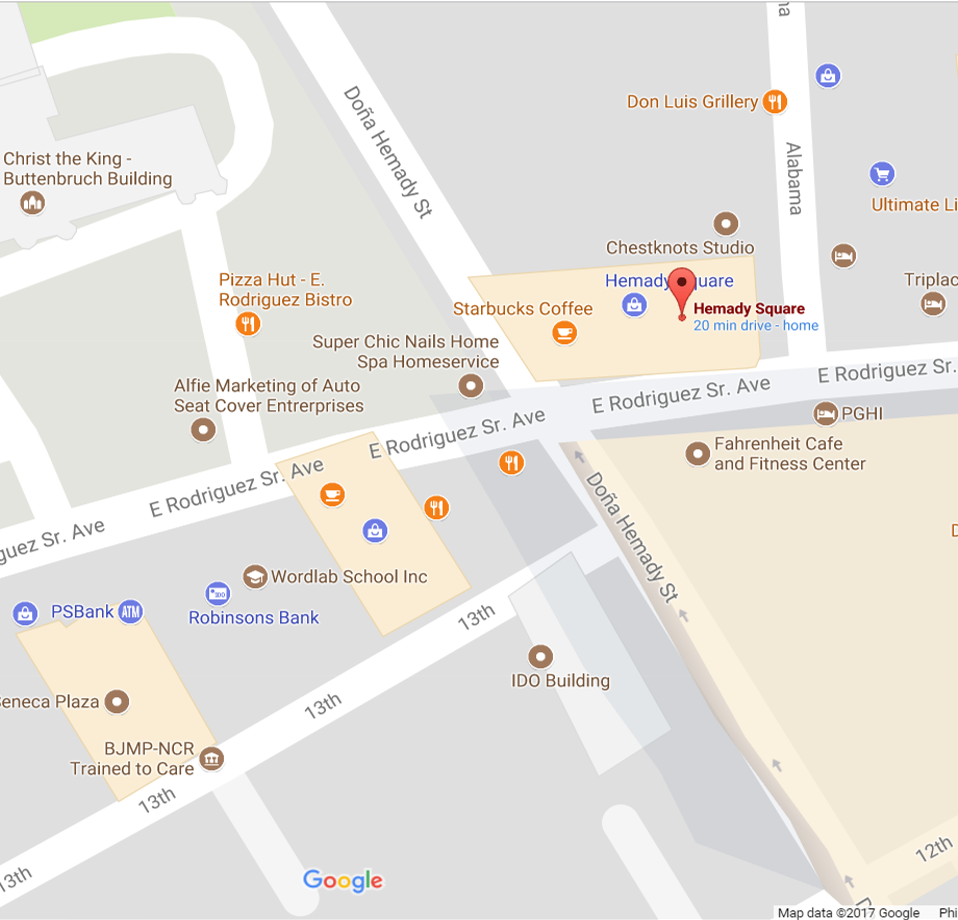 na
Doña Hemady St
Don Luis Grillery
Alabama
Christ the King -
Buttenbruch Building
Ultimate Li
Chestknots Studio
Pizza Hut - E.
Rodriguez Bistro
Hemady Square
Triplac
Starbucks Coffee
Hemady Square
20 min drive - home
Super Chic Nails Home
Spa Homeservice
E Rodriguez Sr.
Alfie Marketing of Auto
Seat Cover Entrerprises
E Rodriguez Sr. Ave
E Rodriguez Sr. Ave
PGHI
Fahrenheit Cafe
and Fitness Center
E Rodriguez Sr. Ave
guez Sr. Ave
Doña Hemady St
D
Wordlab School Inc
PSBank
ATM
Robinsons Bank
13th
IDO Building
Seneca Plaza
13th
BJMP-NCR
Trained to Care
13th
12th
13th
Google
D
Map data ©2017 Google
Phi